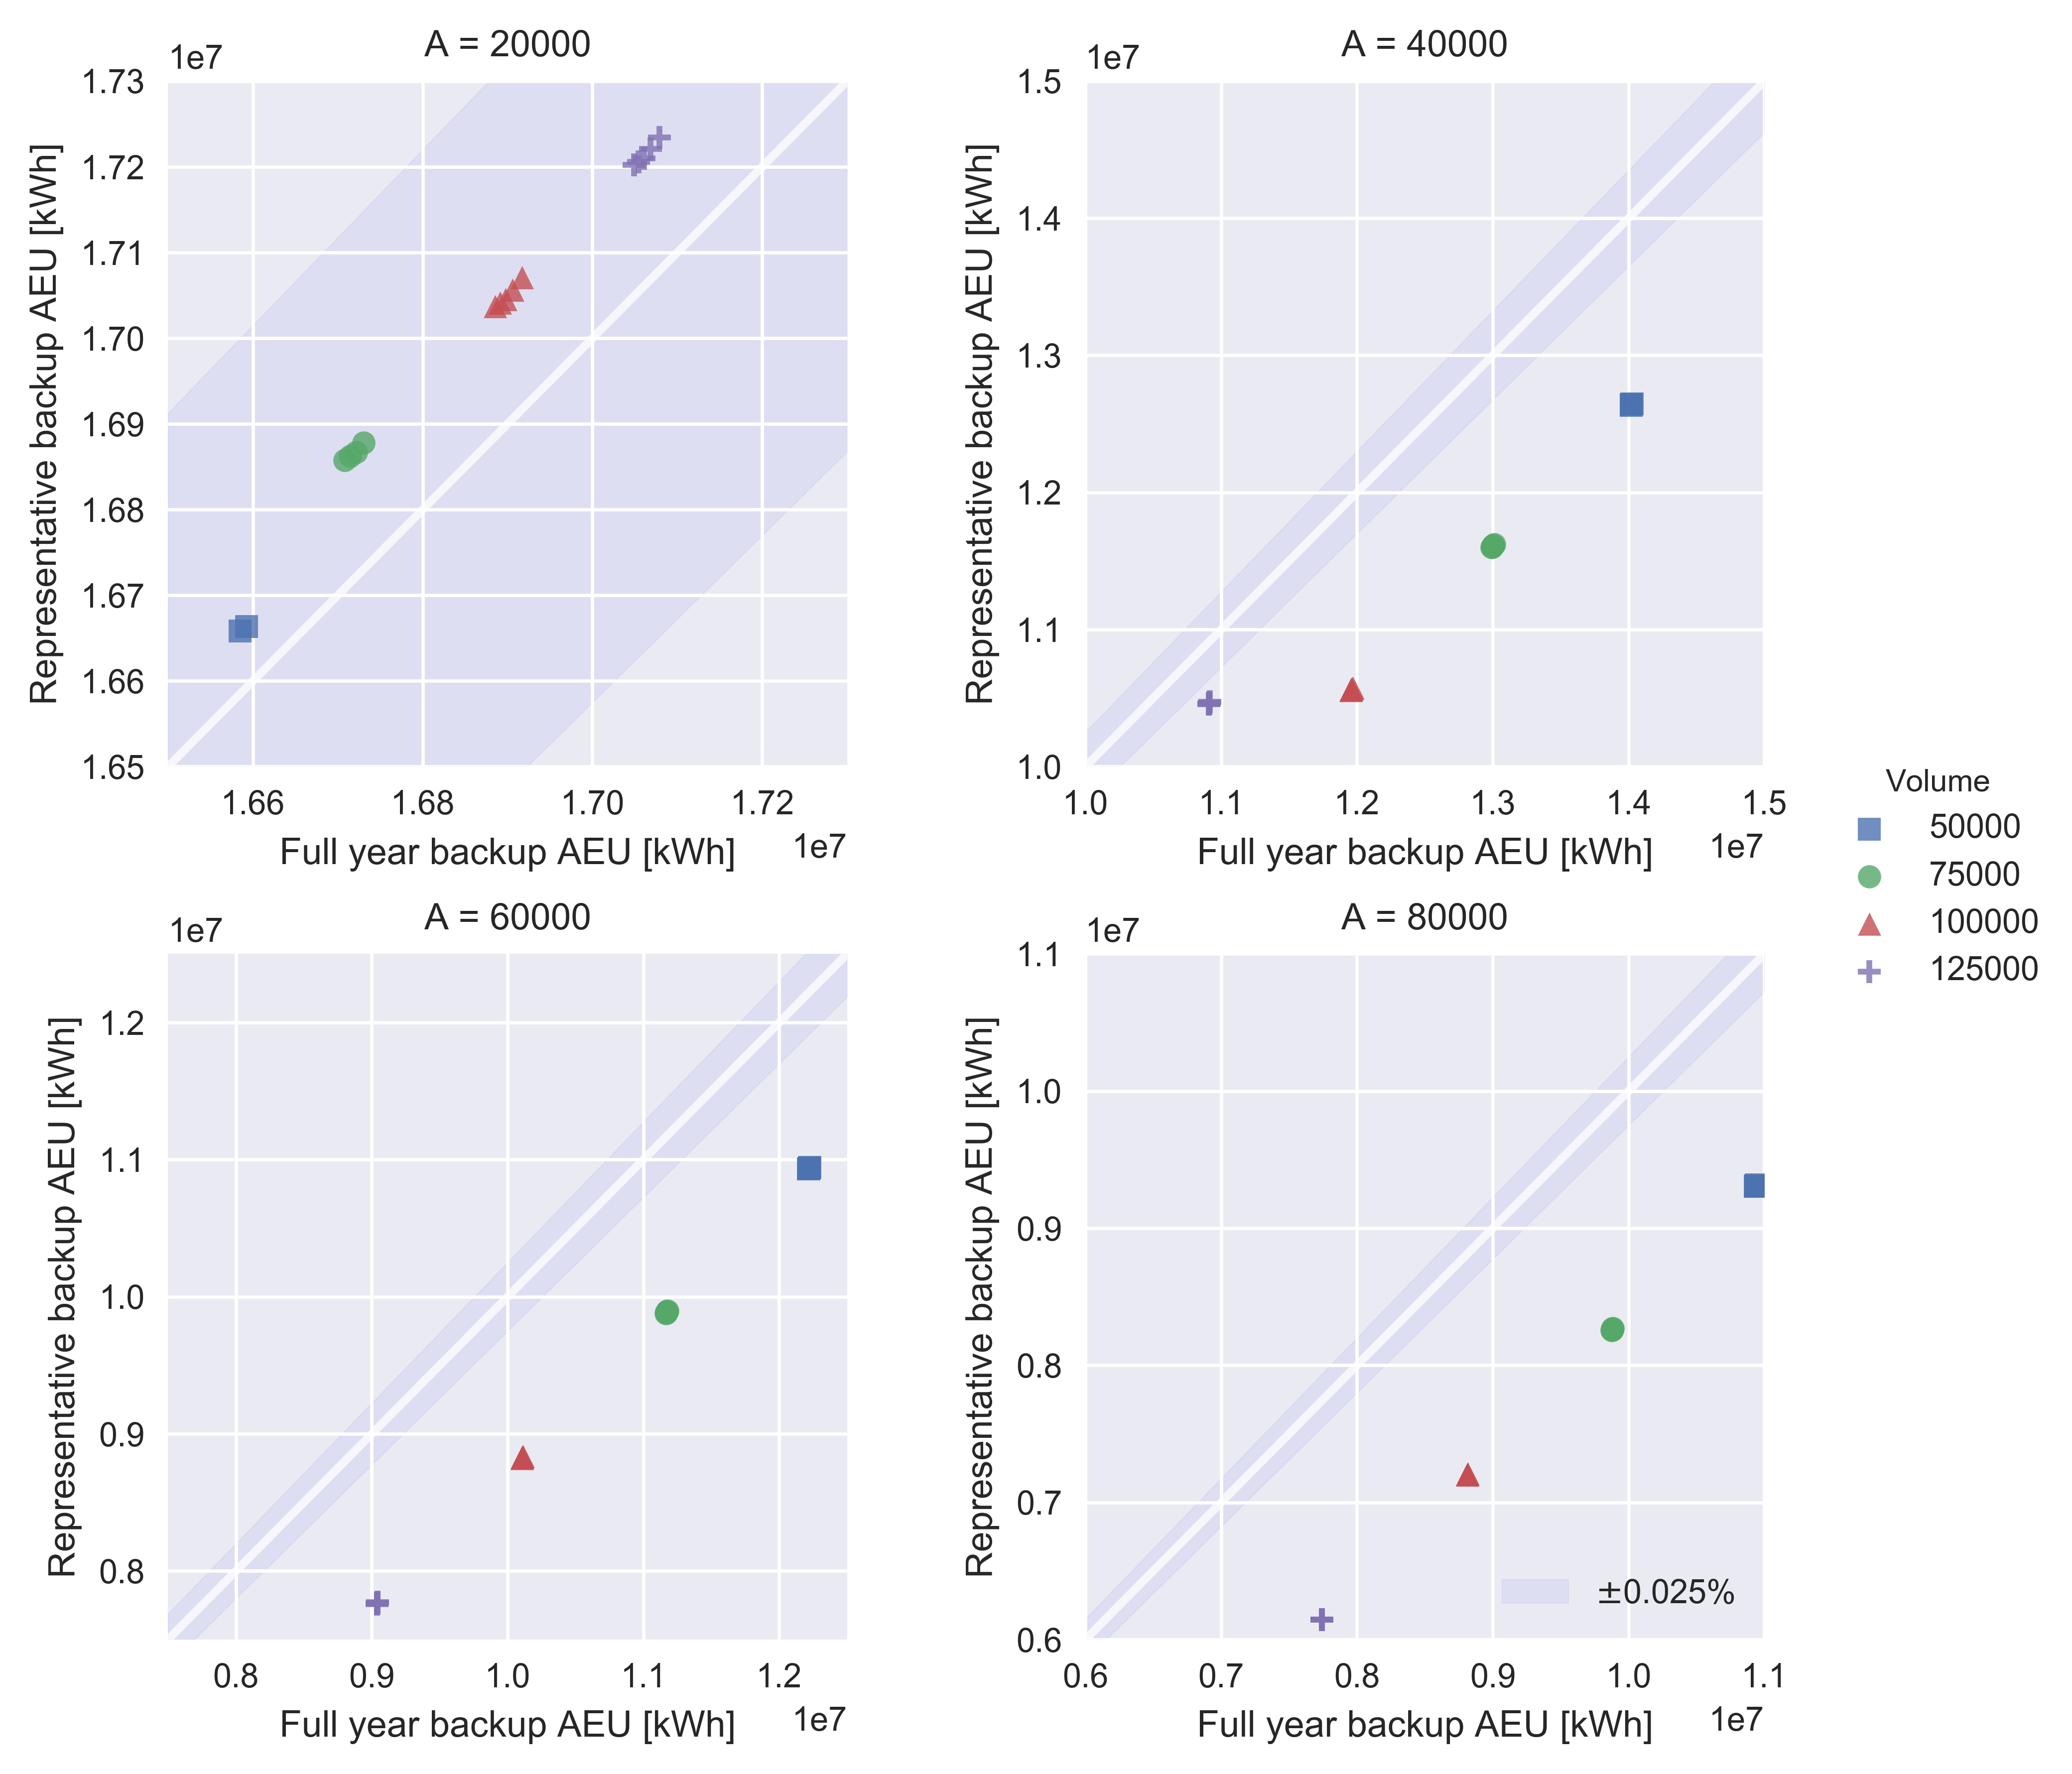 A = 20000
1e7
1.73
1.72
1.71
1.70
1.69
1.68
1.67
1.66
1.65
Representative backup AEU [kWh]
1.66 1.68 1.70 1.72
Full year backup AEU [kWh]
1e7
A = 40000
1e7
1.5
1.4
1.3
1.2
1.1
1.0
Representative backup AEU [kWh]
1.0 1.1 1.2 1.3 1.4 1.5
Full year backup AEU [kWh]
1e7
Volume
50000
75000
100000
125000
A = 60000
1e7
1.2
1.1
1.0
0.9
0.8
Representative backup AEU [kWh]
0.8 0.9 1.0 1.1 1.2
Full year backup AEU [kWh]
1e7
A = 80000
1e7
1.1
1.0
0.9
0.8
0.7
0.6
Representative backup AEU [kWh]
±0.025%
0.6 0.7 0.8 0.9 1.0 1.1
Full year backup AEU [kWh]
1e7